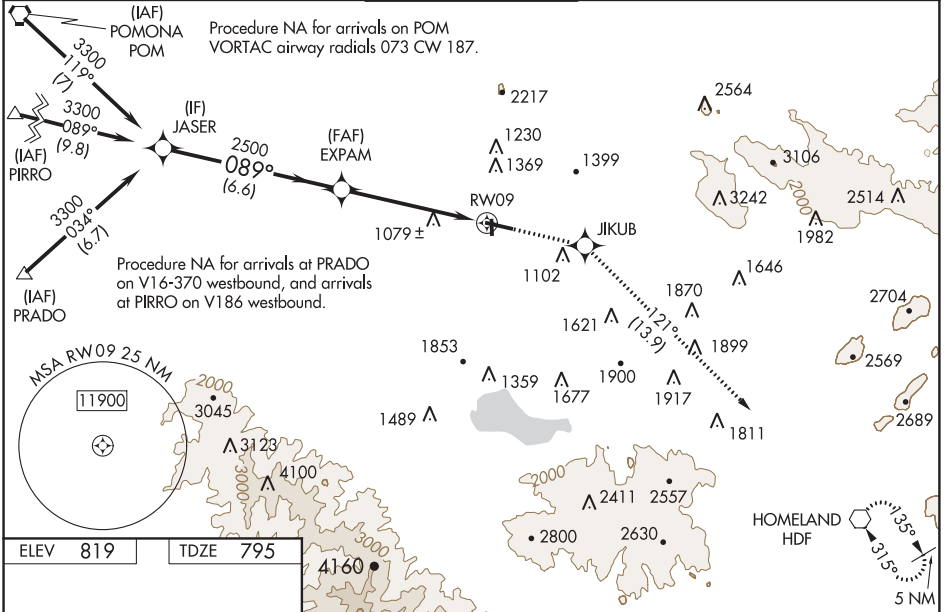 (IAF)
POMONA
POM
Procedure NA for arrivals on POM
VORTAC airway radials 073 CW 187.
3300
119°
(7)
3300
089°
(9.8)
(IAF)
PIRRO
(IF)
JASER
2500
089°
(6.6)
(FAF)
EXPAM
3300
034°
(6.7)
(IAF)
PRADO
Procedure NA for arrivals at PRADO
on V16-370 westbound, and arrivals
at PIRRO on V186 westbound.
2217
1230
1369
1399
2564
3106
2000
3242
2514
1982
RW09
1079 ±
JIKUB
1102
1646
1870
1621
121°
(13.9)
1899
2704
2569
1853
1359
1677
1900
1917
1489
1811
2689
MSA RW09 25 NM
11900
2000
3045
3123
3000
4100
3000
4160
2000
2411
2557
2800
2630
HOMELAND
HDF
135°
315°
5 NM
ELEV 819
TDZE 795